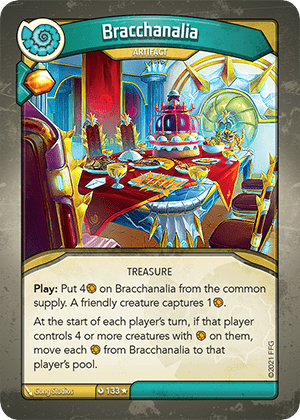 Bracchanalia
ARTIFACT
TREASURE
Play: Put 4 on Bracchanalia from the common
supply. A friendly creature captures 1.
At the start of each player's turn, if that player
controls 4 or more creatures with on them,
move each from Bracchanalia to that
player's pool.
Gong Studios
133
©2021 FFG